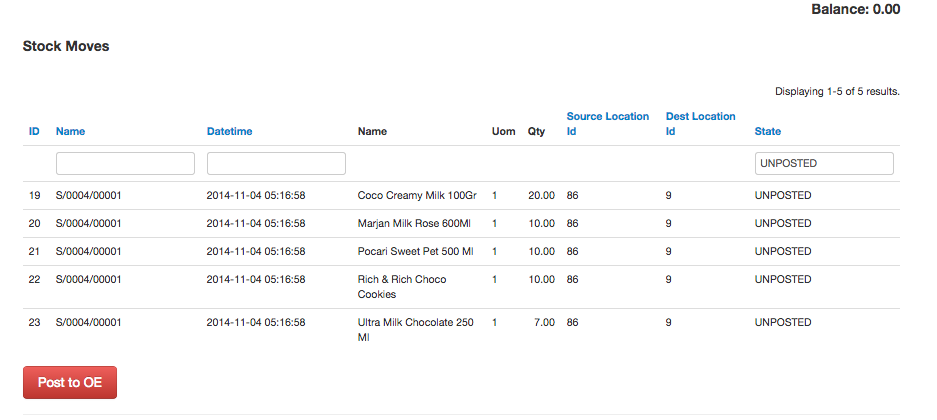 Balance: 0.00
Stock Moves
Displaying 1-5 of 5 results.
ID Name Datetime Name Uom Qty Source Location Id Dest Location Id State
UNPOSTED
19 S/0004/00001 2014-11-04 05:16:58 Coco Creamy Milk 100Gr 1 20.00 86 9 UNPOSTED
20 S/0004/00001 2014-11-04 05:16:58 Marjan Milk Rose 600Ml 1 10.00 86 9 UNPOSTED
21 S/0004/00001 2014-11-04 05:16:58 Pocari Sweet Pet 500 Ml 1 10.00 86 9 UNPOSTED
22 S/0004/00001 2014-11-04 05:16:58 Rich & Rich Choco Cookies 1 10.00 86 9 UNPOSTED
23 S/0004/00001 2014-11-04 05:16:58 Ultra Milk Chocolate 250 Ml 1 7.00 86 9 UNPOSTED
Post to OE